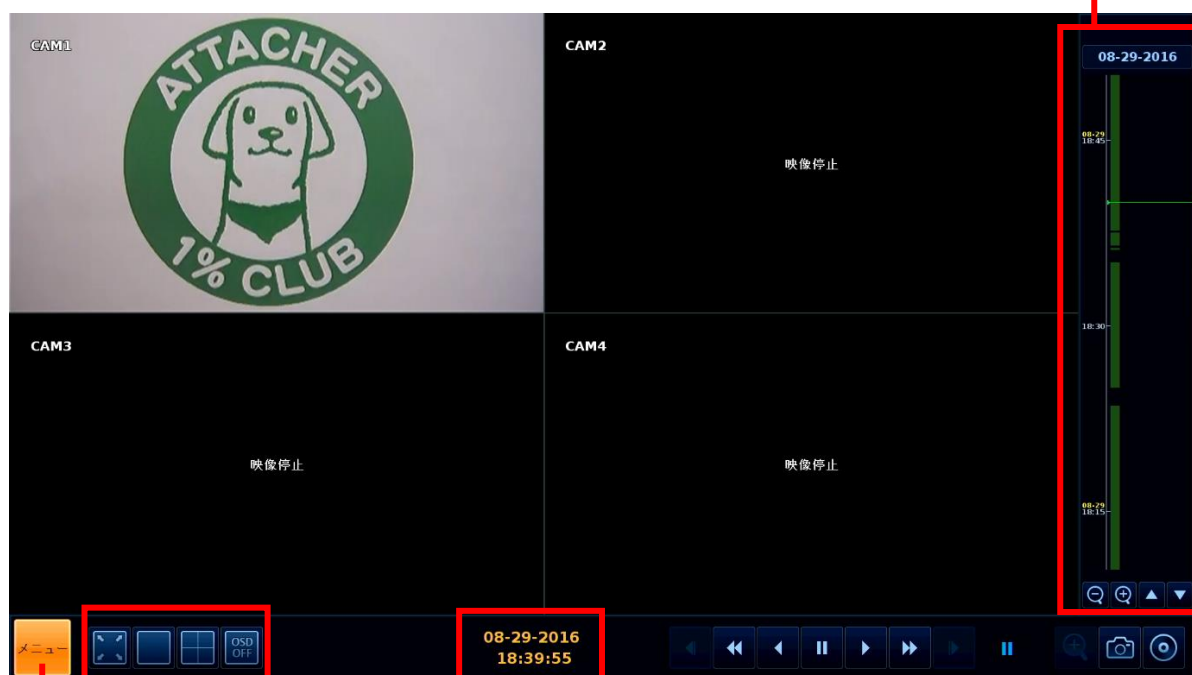 CAM1
ATTACHER
1% CLUB
CAM2
映像停止
CAM3
映像停止
CAM4
映像停止
08-29-2016
08-29
18:45
18:30
08-29
18:15
メニュー
OSD
OFF
08-29-2016
18:39:55